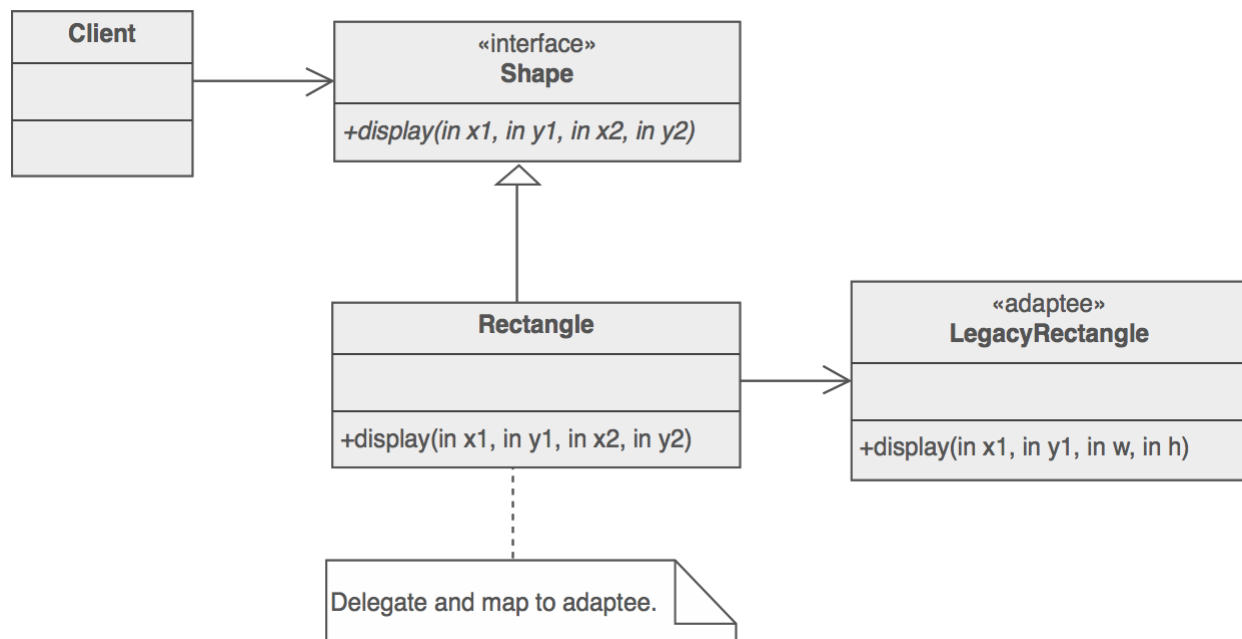 Client
«interface»
Shape
+display(in x1, in y1, in x2, in y2)
Rectangle
+display(in x1, in y1, in x2, in y2)
«adaptee»
LegacyRectangle
+display(in x1, in y1, in w, in h)
Delegate and map to adaptee.